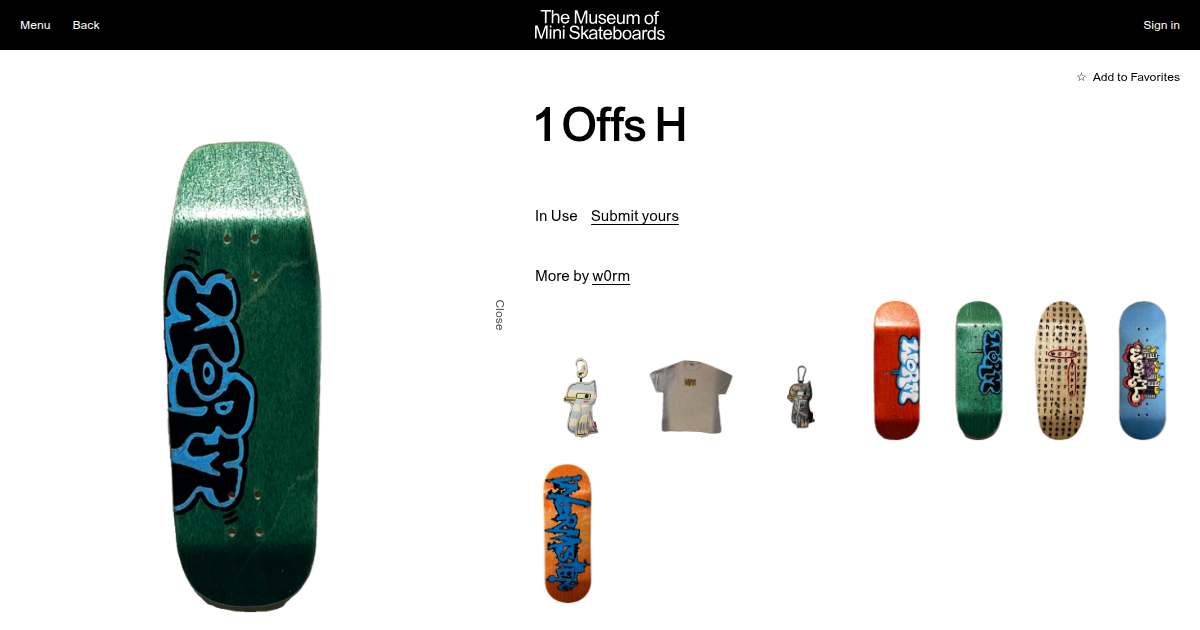 Menu Back
The Museum of
Mini Skateboards
Sign in
☆ Add to Favorites
1 Offs H
In Use Submit yours
More by w0rm
Close